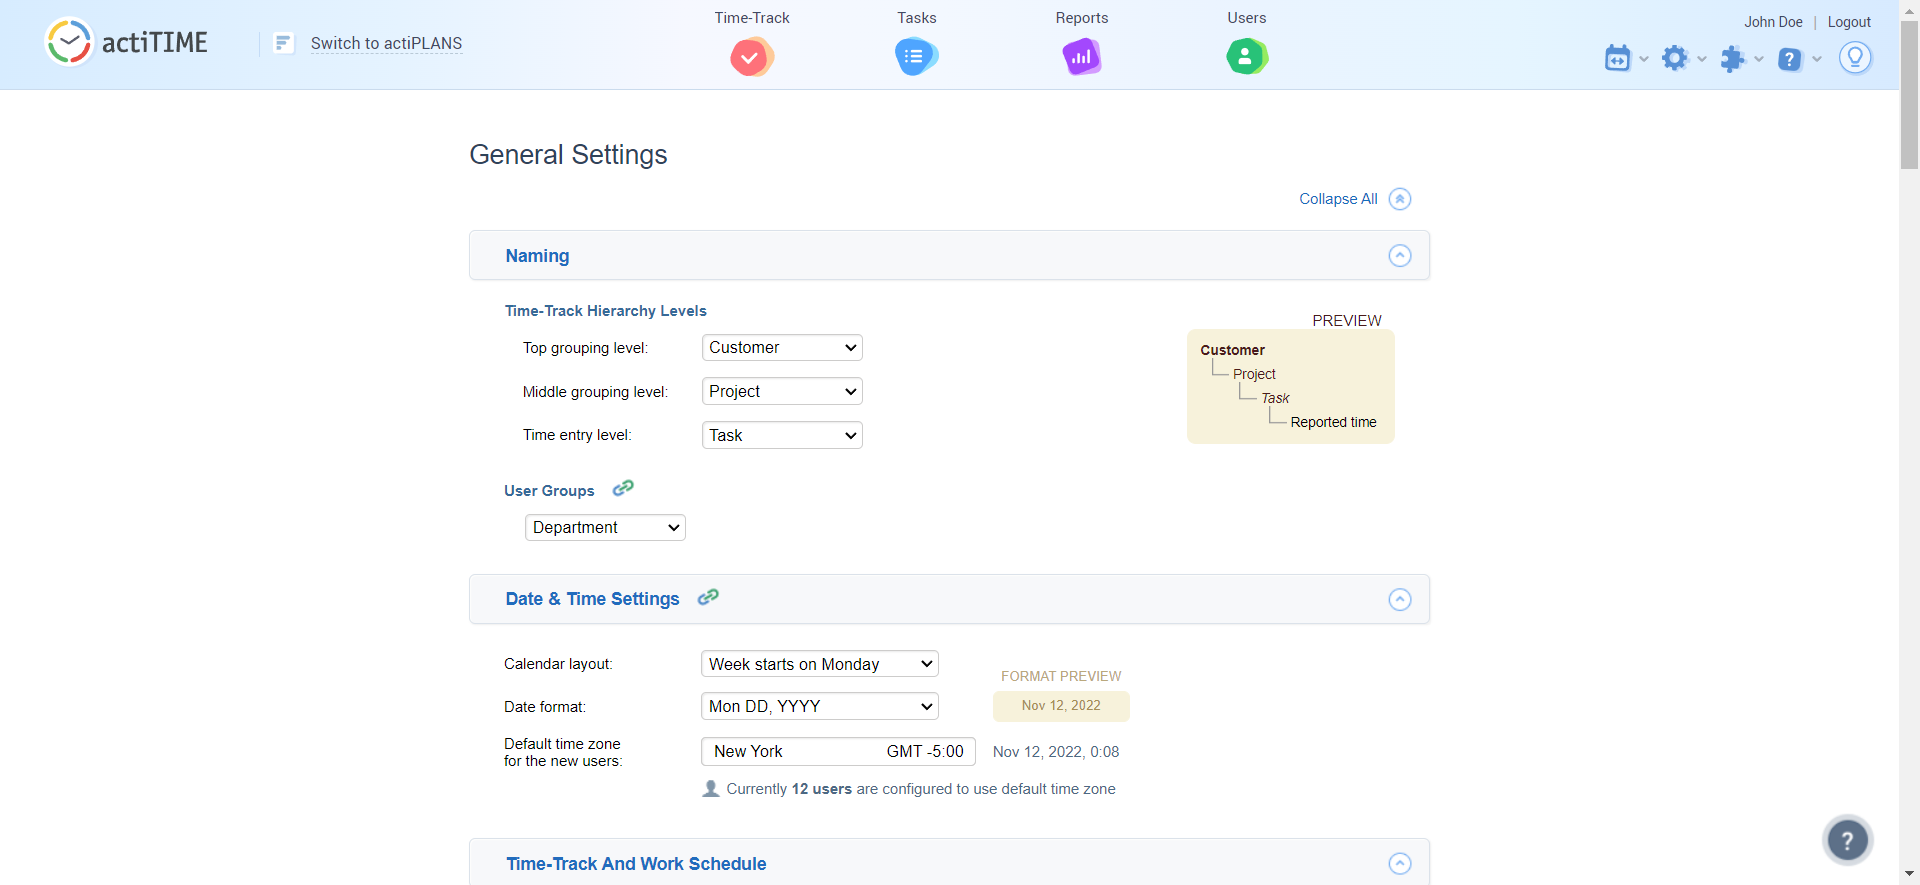 actiTIME
Switch to actiPLANS
Time-Track
Tasks
Reports
Users
John Doe | Logout
General Settings
Collapse All
Naming
Time-Track Hierarchy Levels
Top grouping level: Customer
Middle grouping level: Project
Time entry level: Task
PREVIEW
Customer
Project
Task
Reported time
User Groups
Department
Date & Time Settings
Calendar layout: Week starts on Monday
Date format: Mon DD, YYYY
FORMAT PREVIEW
Nov 12, 2022
Default time zone
for the new users:
New York GMT -5:00 Nov 12, 2022, 0:08
Currently 12 users are configured to use default time zone
Time-Track And Work Schedule
?